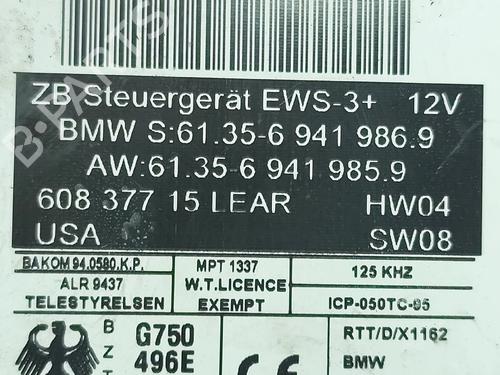 ZB Steuergerät EWS-3+ 12V
BMW S:61.35-6 941 986.9
AW:61.35-6 941 985.9
608 377 15 LEAR HW04
USA SW08
BAKOM 94.0580.K.P. MPT 1337 125 KHZ
ALR 9437 W.T.LICENCE
TELESTYRELSEN EXEMPT ICP-050TC-95
B Z T G750 RTT/D/X1162
496E BMW
B-PARTS